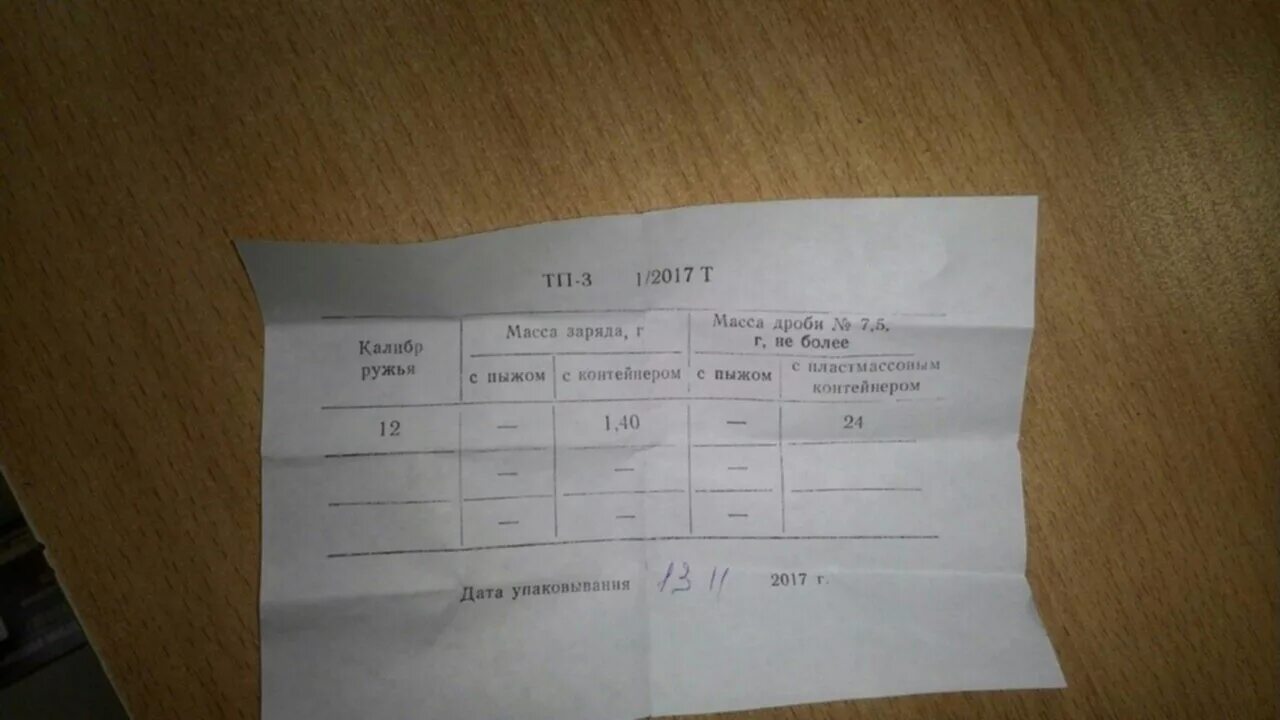 ТП-3 1/2017 Т
Калибр ружья
Масса заряда, г
Масса дроби № 7,5, г, не более
с пыжом
с контейнером
с пыжом
с пластмассовым контейнером
12 — 1,40 — 24
— — —
— — —
Дата упаковывания 13 11 2017 г.